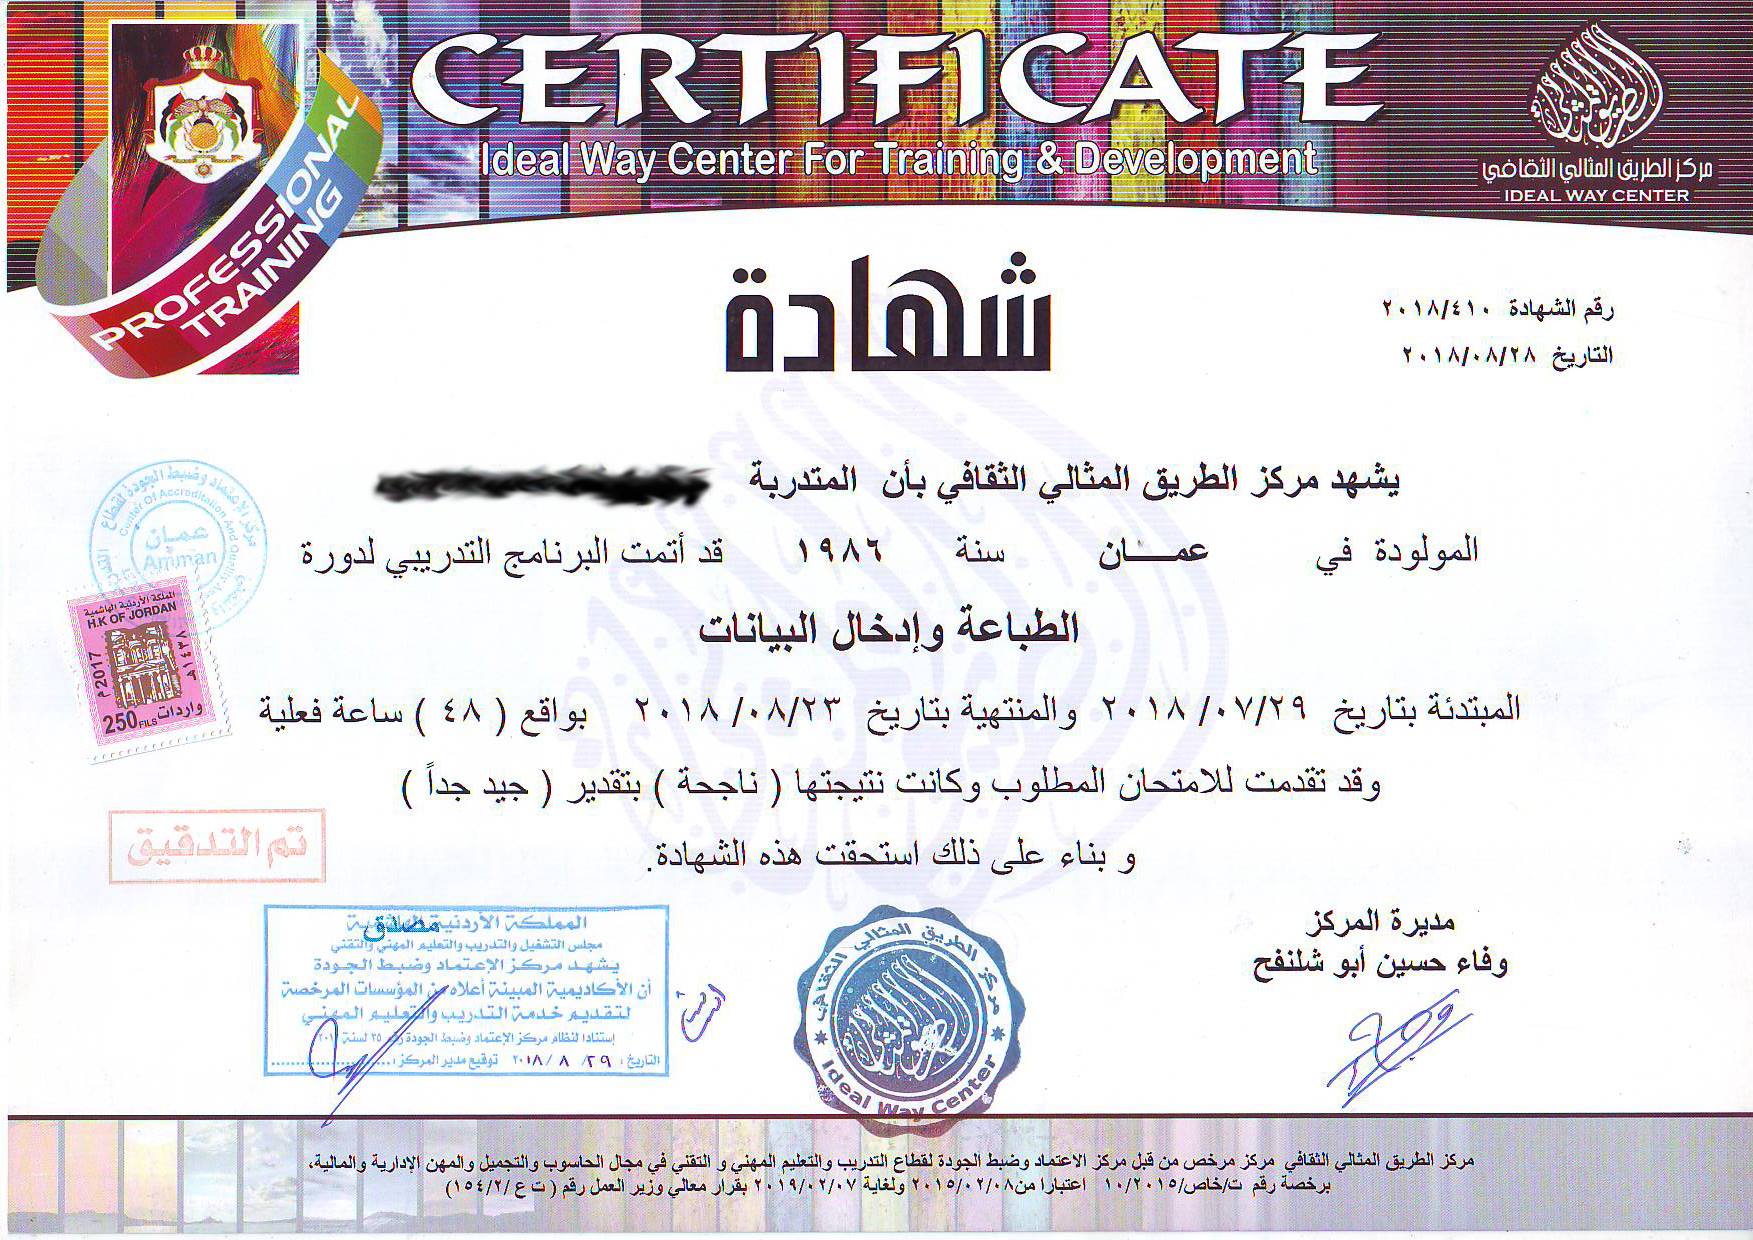 CERTIFICATE
Ideal Way Center For Training & Development
PROFESSIONAL
TRAINING
مركز الطريق المثالي الثقافي
IDEAL WAY CENTER
شهادة
رقم الشهادة ٢٠١٨/٤١٠
التاريخ ٢٠١٨/٠٨/٢٨
يشهد مركز الطريق المثالي الثقافي بأن المتدربة
المولودة في عمــــان سنة ١٩٨٦ قد أتمت البرنامج التدريبي لدورة
الطباعة وإدخال البيانات
المبتدئة بتاريخ ٢٠١٨/٠٧/٢٩ والمنتهية بتاريخ ٢٠١٨/٠٨/٢٣ بواقع ( ٤٨ ) ساعة فعلية
وقد تقدمت للامتحان المطلوب وكانت نتيجتها ( ناجحة ) بتقدير ( جيد جداً )
و بناء على ذلك استحقت هذه الشهادة.
مركز الإعتماد وضبط الجودة لقطاع
Center Of Accreditation And Quality
عمان
Amman
المملكة الأردنية الهاشمية
H.K OF JORDAN
2017 م
١٤٣٨ هـ
واردات
250 FILS
تم التدقيق
مديرة المركز
وفاء حسين أبو شلنفح
المملكة الأردنية الهاشمية
مصدق
مجلس التشغيل والتدريب والتعليم المهني والتقني
يشهد مركز الإعتماد وضبط الجودة
أن الأكاديمية المبينة أعلاه من المؤسسات المرخصة
لتقديم خدمة التدريب والتعليم المهني
إستنادا لنظام مركز الإعتماد وضبط الجودة رقم ٣٥ لسنة
التاريخ : ٢٩ / ٨ / ٢٠١٨ توقيع مدير المركز :
مركز الطريق المثالي الثقافي
Ideal Way Center
مركز الطريق المثالي الثقافي مركز مرخص من قبل مركز الاعتماد وضبط الجودة لقطاع التدريب والتعليم المهني و التقني في مجال الحاسوب والتجميل والمهن الإدارية والمالية،
برخصة رقم ت/خاص/١٠/٢٠١٥ اعتبارا من٢٠١٥/٠٢/٠٨ ولغاية ٢٠١٩/٠٢/٠٧ بقرار معالي وزير العمل رقم ( ت ع /١٥٤/٢)